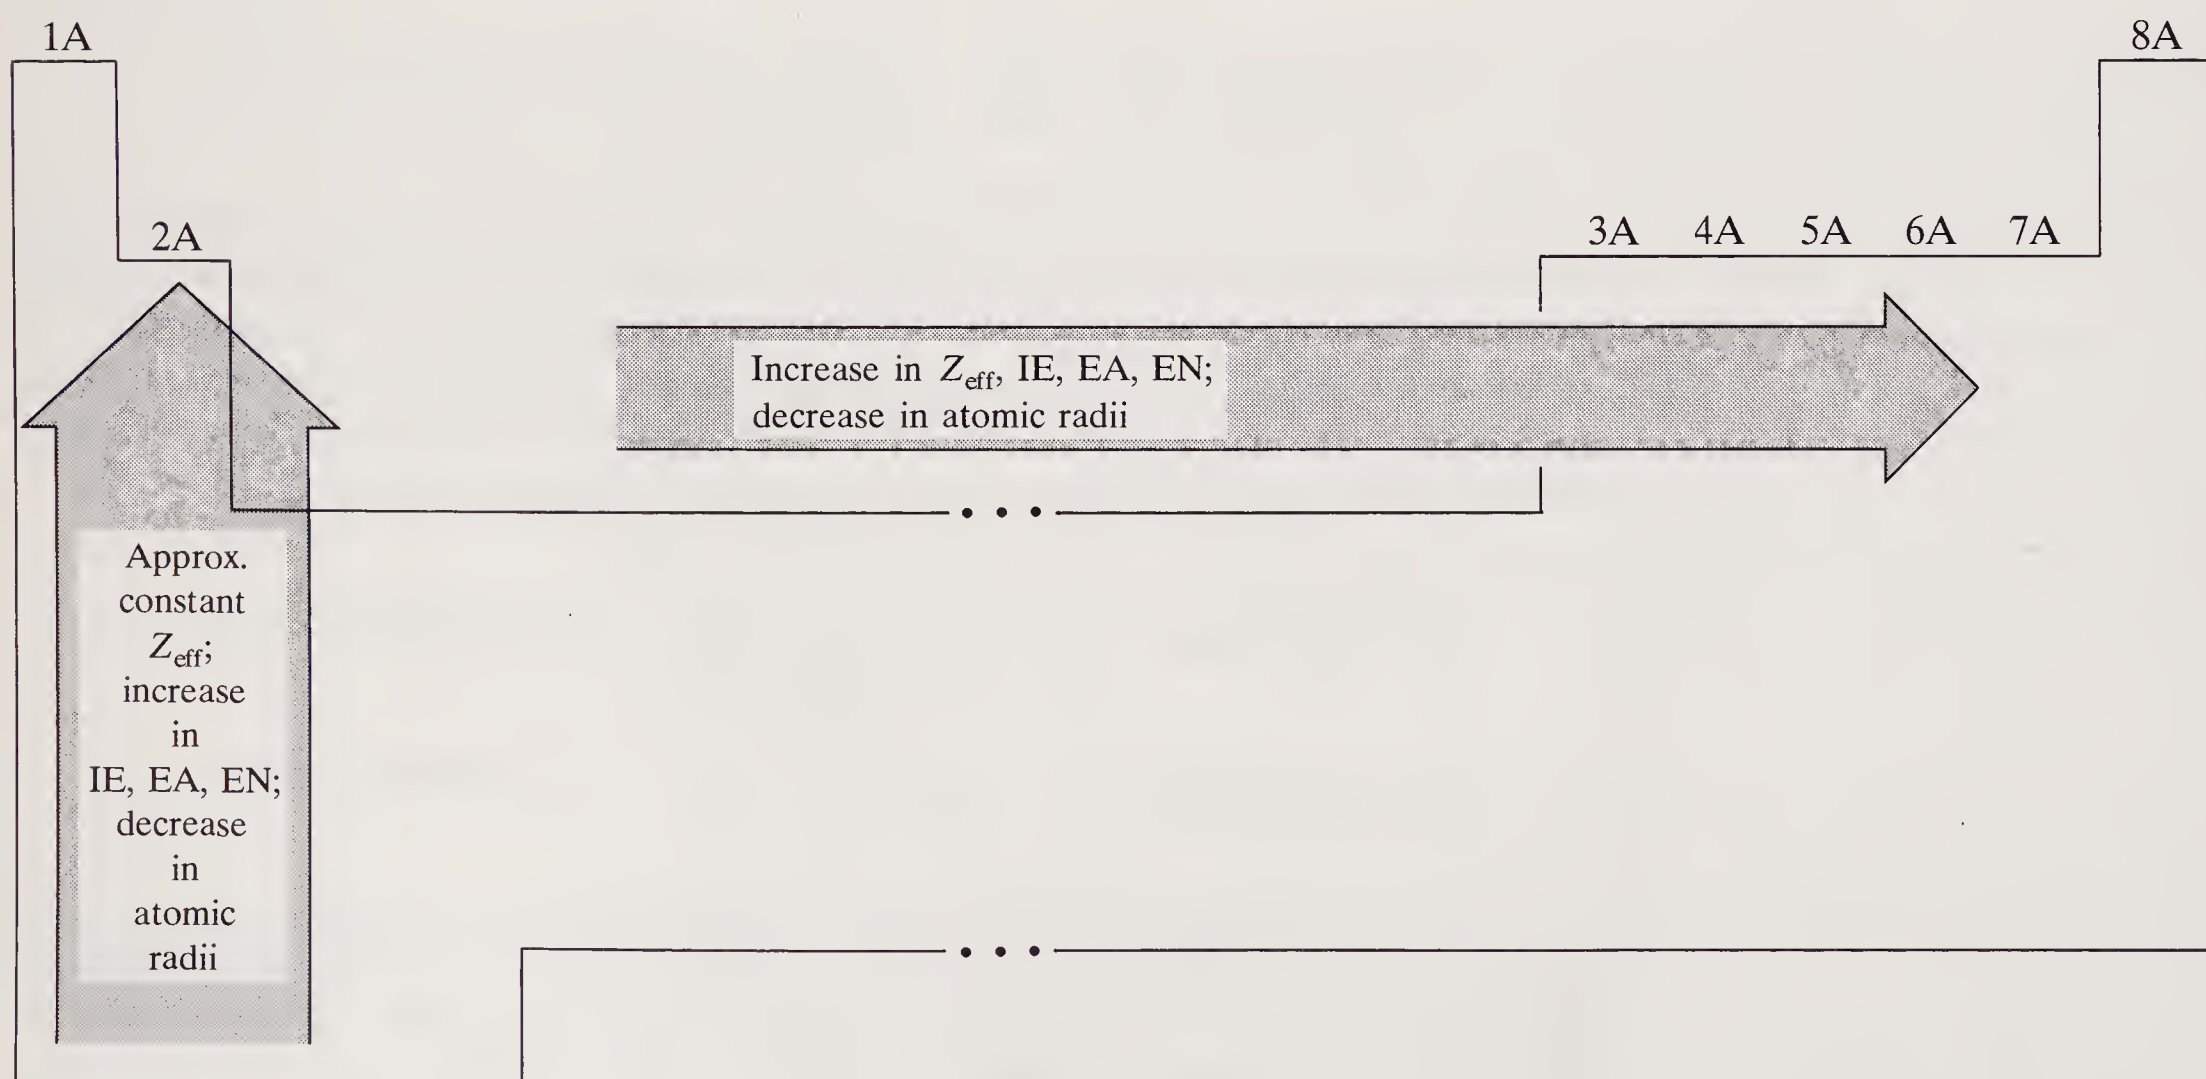 1A
8A
2A
3A 4A 5A 6A 7A
Increase in Zeff, IE, EA, EN;
decrease in atomic radii
Approx.
constant
Zeff;
increase
in
IE, EA, EN;
decrease
in
atomic
radii